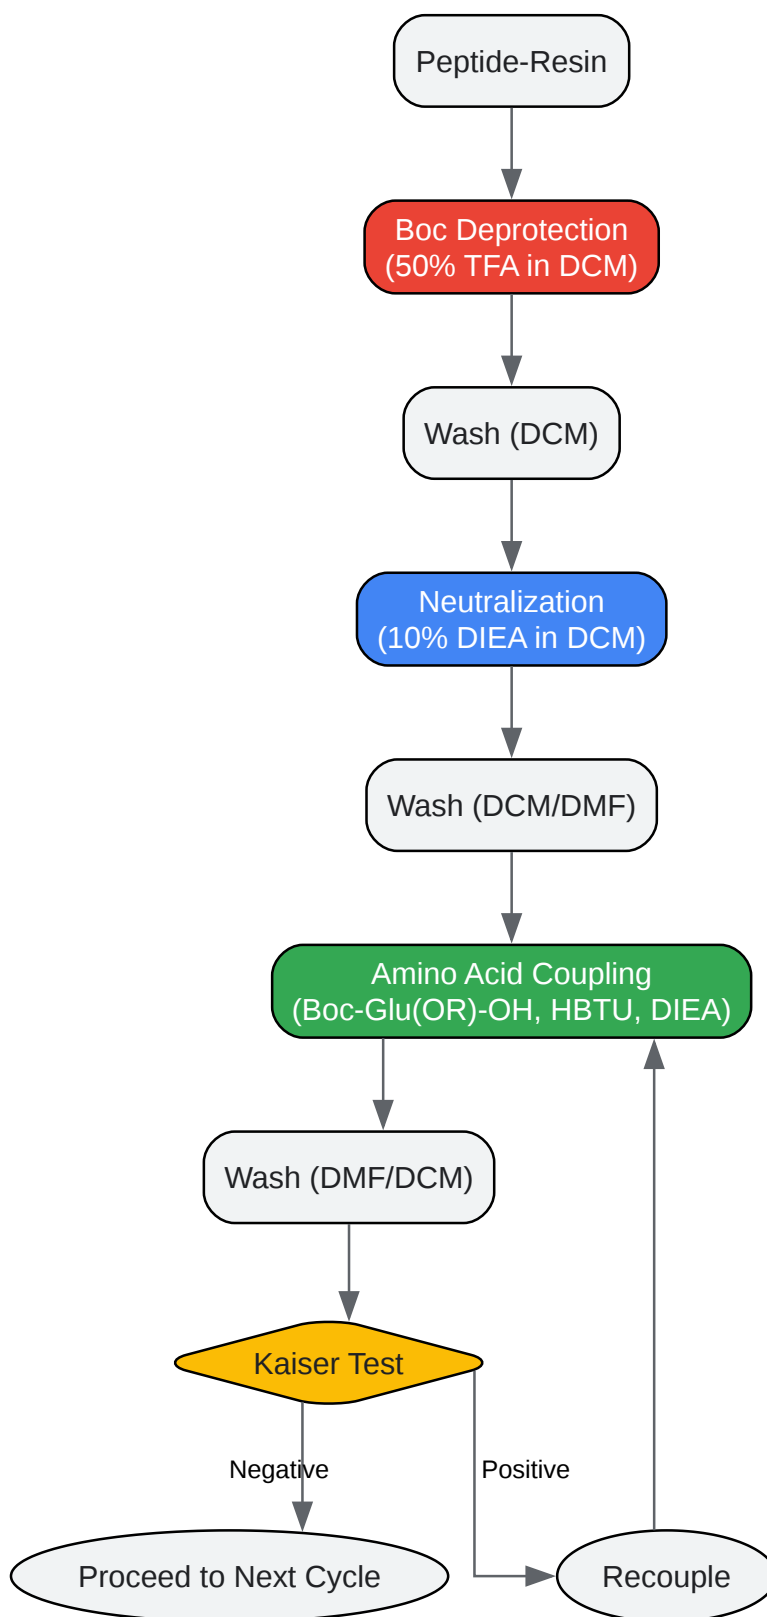 Peptide-Resin
Boc Deprotection
(50% TFA in DCM)
Wash (DCM)
Neutralization
(10% DIEA in DCM)
Wash (DCM/DMF)
Amino Acid Coupling
(Boc-Glu(OR)-OH, HBTU, DIEA)
Wash (DMF/DCM)
Kaiser Test
Negative
Positive
Proceed to Next Cycle
Recouple